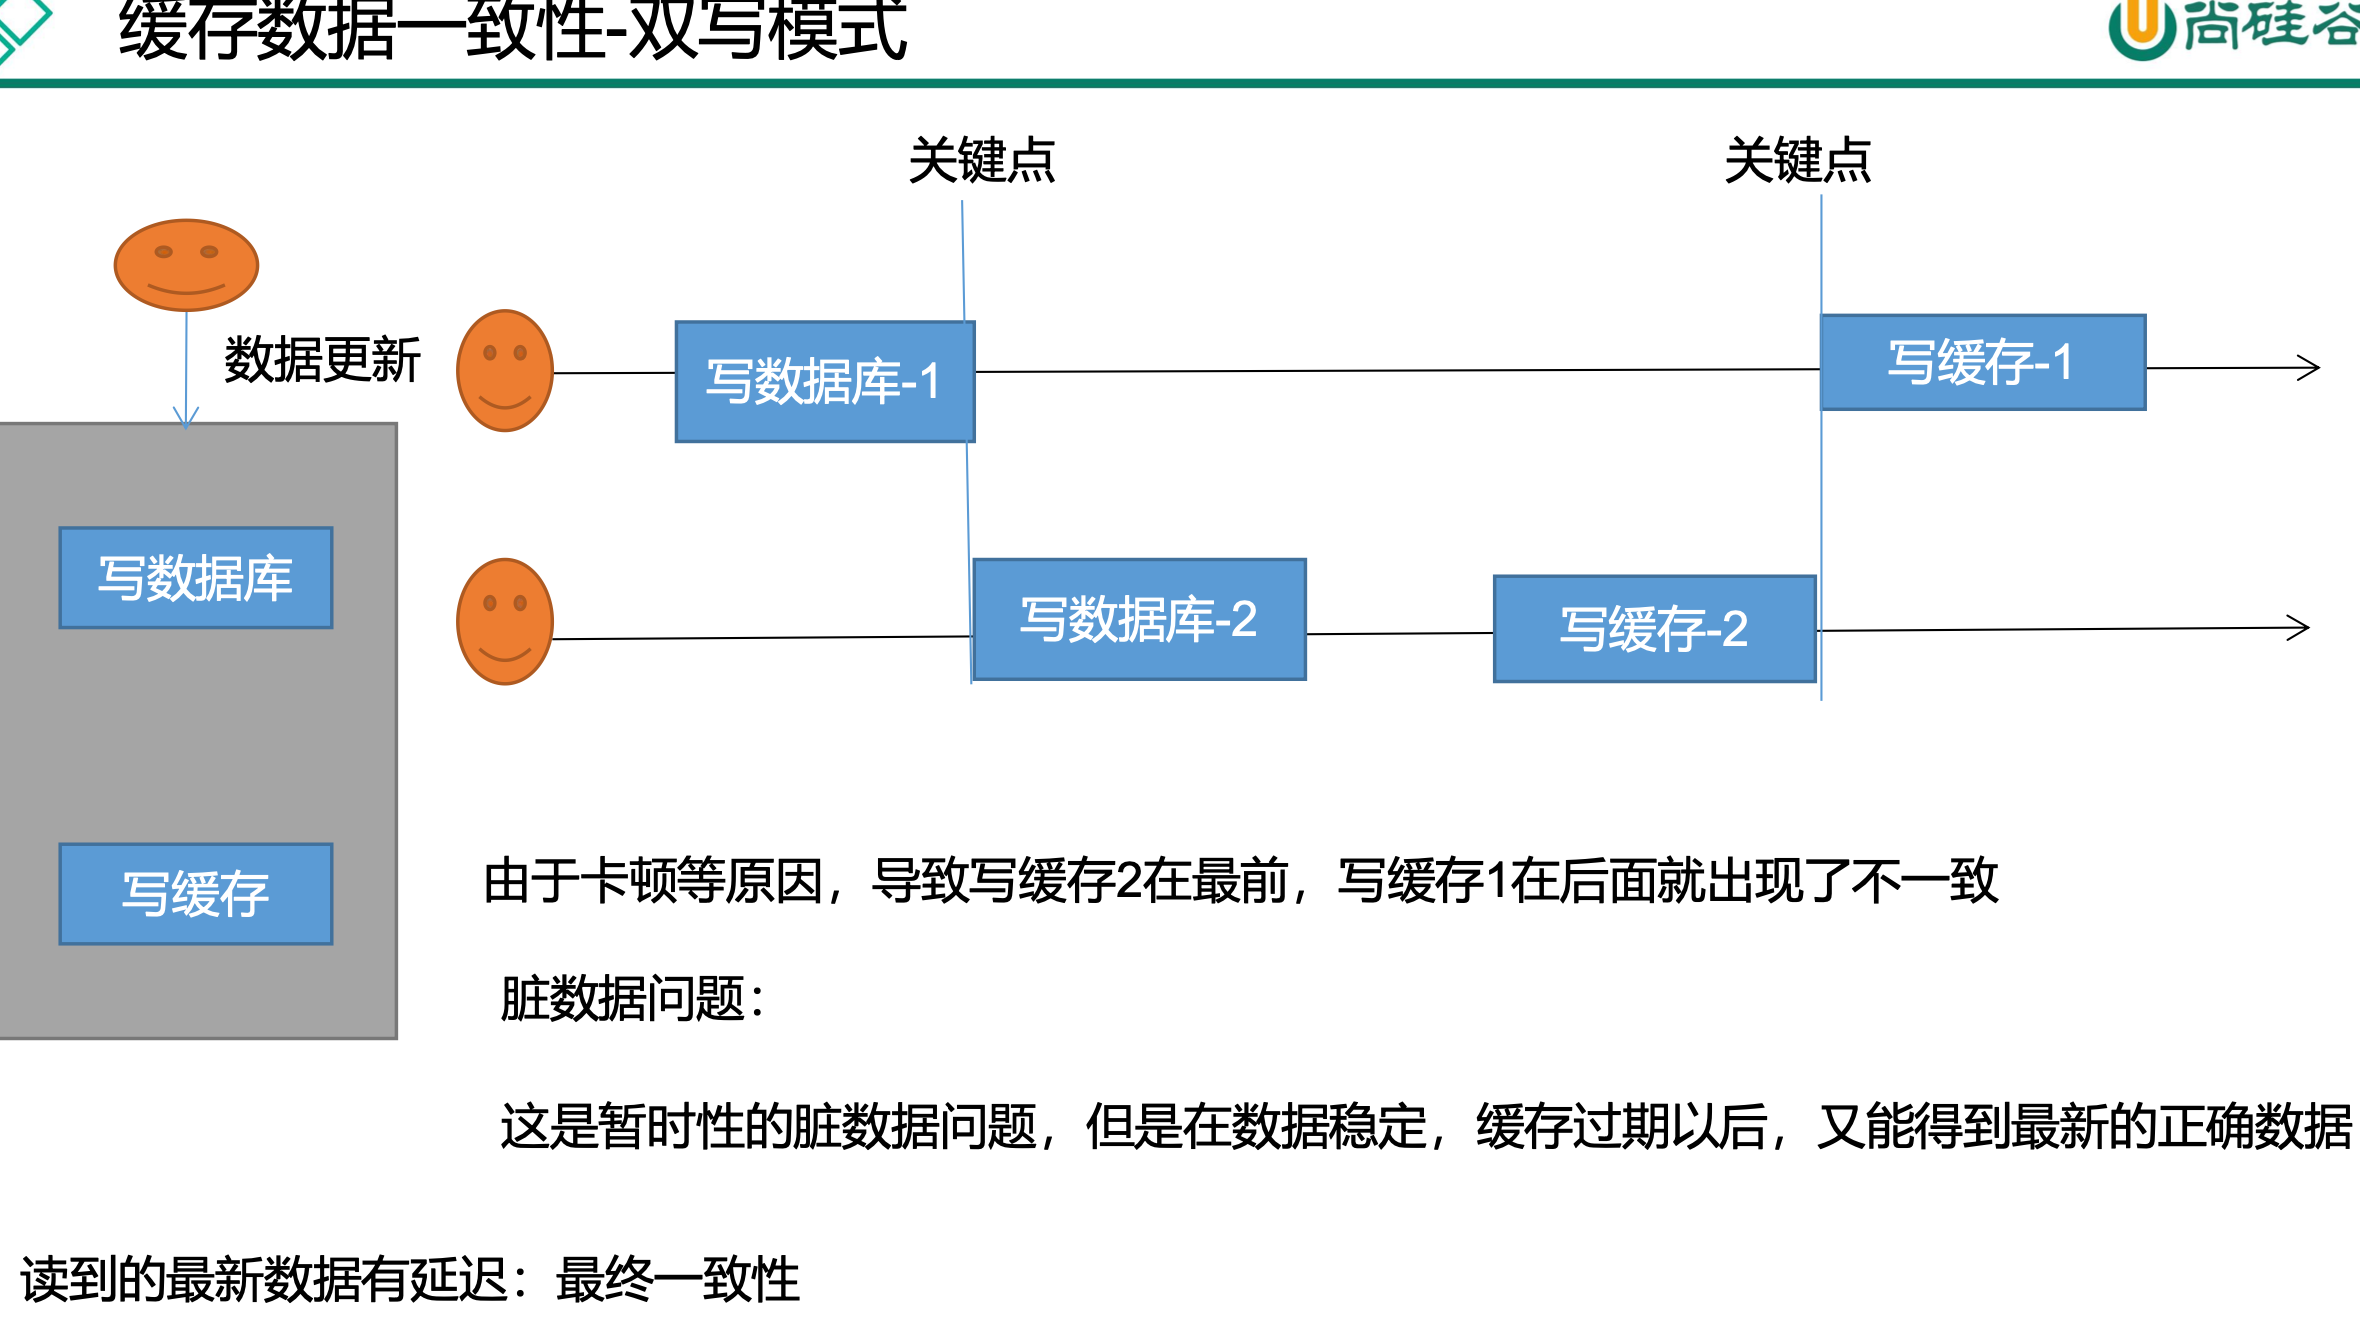 缓存数据一致性-双写模式
尚硅谷
关键点
关键点
数据更新
写数据库-1
写缓存-1
写数据库
写数据库-2
写缓存-2
写缓存
由于卡顿等原因，导致写缓存2在最前，写缓存1在后面就出现了不一致
脏数据问题：
这是暂时性的脏数据问题，但是在数据稳定，缓存过期以后，又能得到最新的正确数据
读到的最新数据有延迟：最终一致性